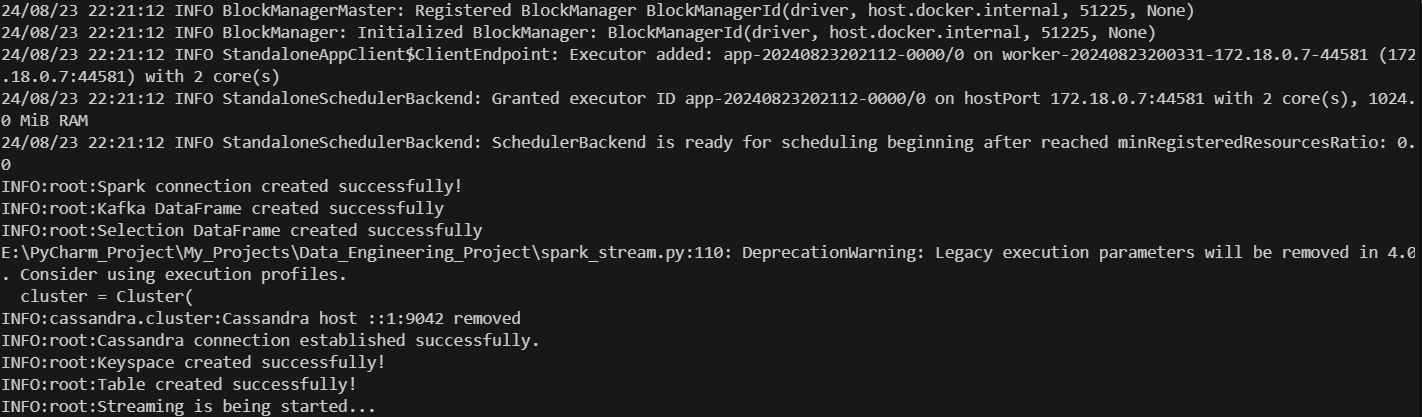 24/08/23 22:21:12 INFO BlockManagerMaster: Registered BlockManager BlockManagerId(driver, host.docker.internal, 51225, None)
24/08/23 22:21:12 INFO BlockManager: Initialized BlockManager: BlockManagerId(driver, host.docker.internal, 51225, None)
24/08/23 22:21:12 INFO StandaloneAppClient$ClientEndpoint: Executor added: app-20240823202112-0000/0 on worker-20240823200331-172.18.0.7-44581 (172
.18.0.7:44581) with 2 core(s)
24/08/23 22:21:12 INFO StandaloneSchedulerBackend: Granted executor ID app-20240823202112-0000/0 on hostPort 172.18.0.7:44581 with 2 core(s), 1024.
0 MiB RAM
24/08/23 22:21:12 INFO StandaloneSchedulerBackend: SchedulerBackend is ready for scheduling beginning after reached minRegisteredResourcesRatio: 0.
0
INFO:root:Spark connection created successfully!
INFO:root:Kafka DataFrame created successfully
INFO:root:Selection DataFrame created successfully
E:\PyCharm_Project\My_Projects\Data_Engineering_Project\spark_stream.py:110: DeprecationWarning: Legacy execution parameters will be removed in 4.0
. Consider using execution profiles.
  cluster = Cluster(
INFO:cassandra.cluster:Cassandra host ::1:9042 removed
INFO:root:Cassandra connection established successfully.
INFO:root:Keyspace created successfully!
INFO:root:Table created successfully!
INFO:root:Streaming is being started...